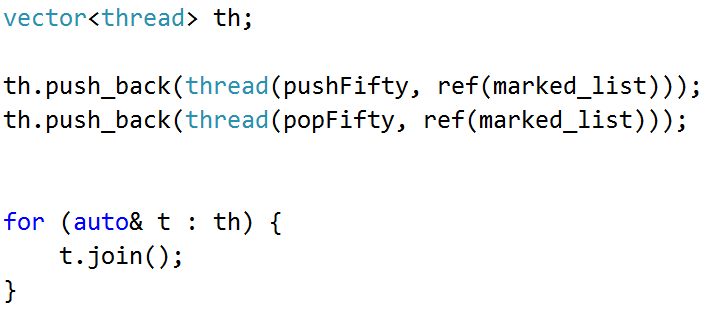 vector<thread> th;
th.push_back(thread(pushFifty, ref(marked_list)));
th.push_back(thread(popFifty, ref(marked_list)));
for (auto& t : th) {
t.join();
}